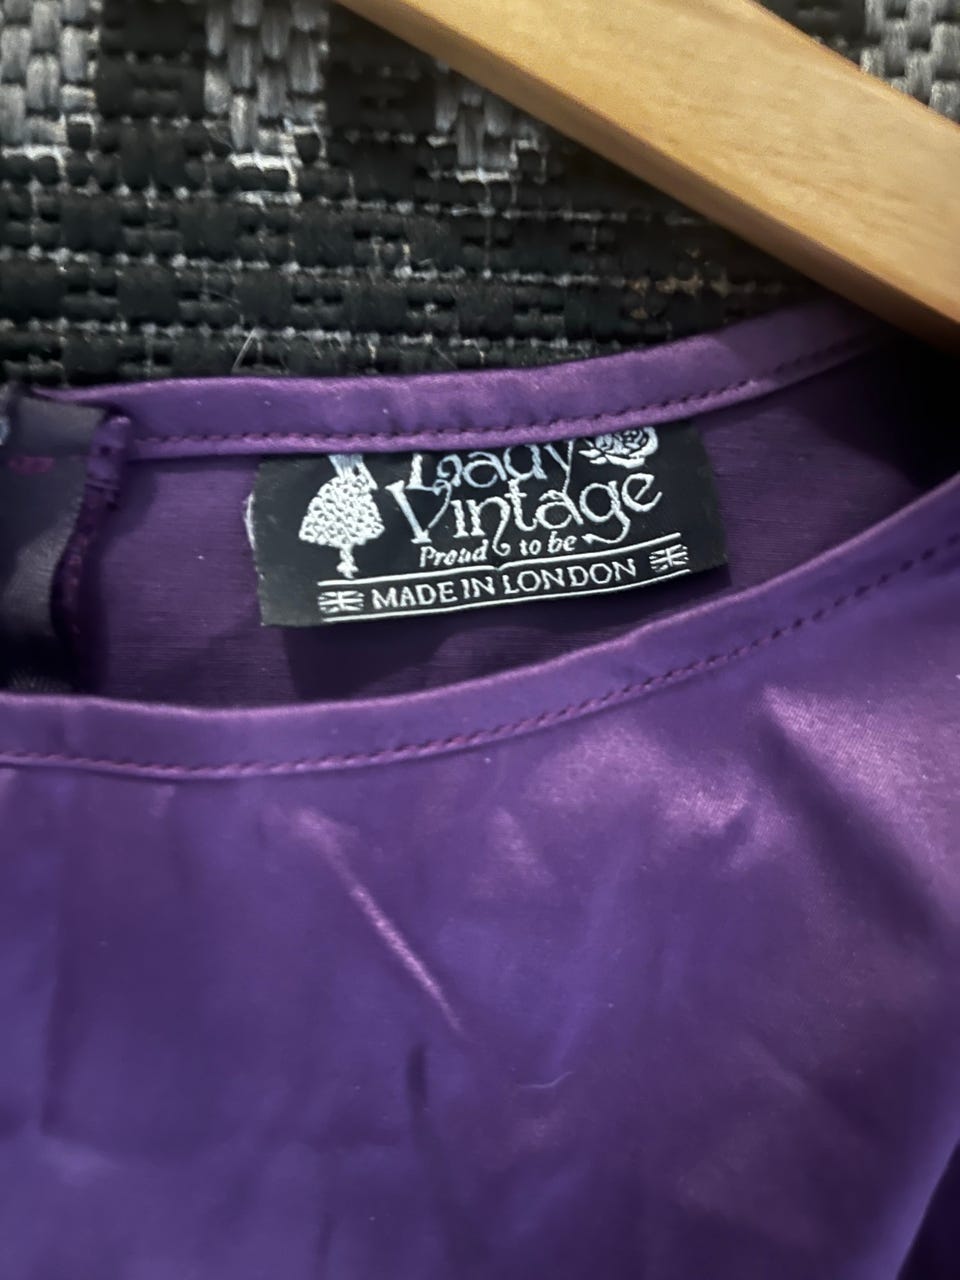 Lady
Vintage
Proud to be
MADE IN LONDON